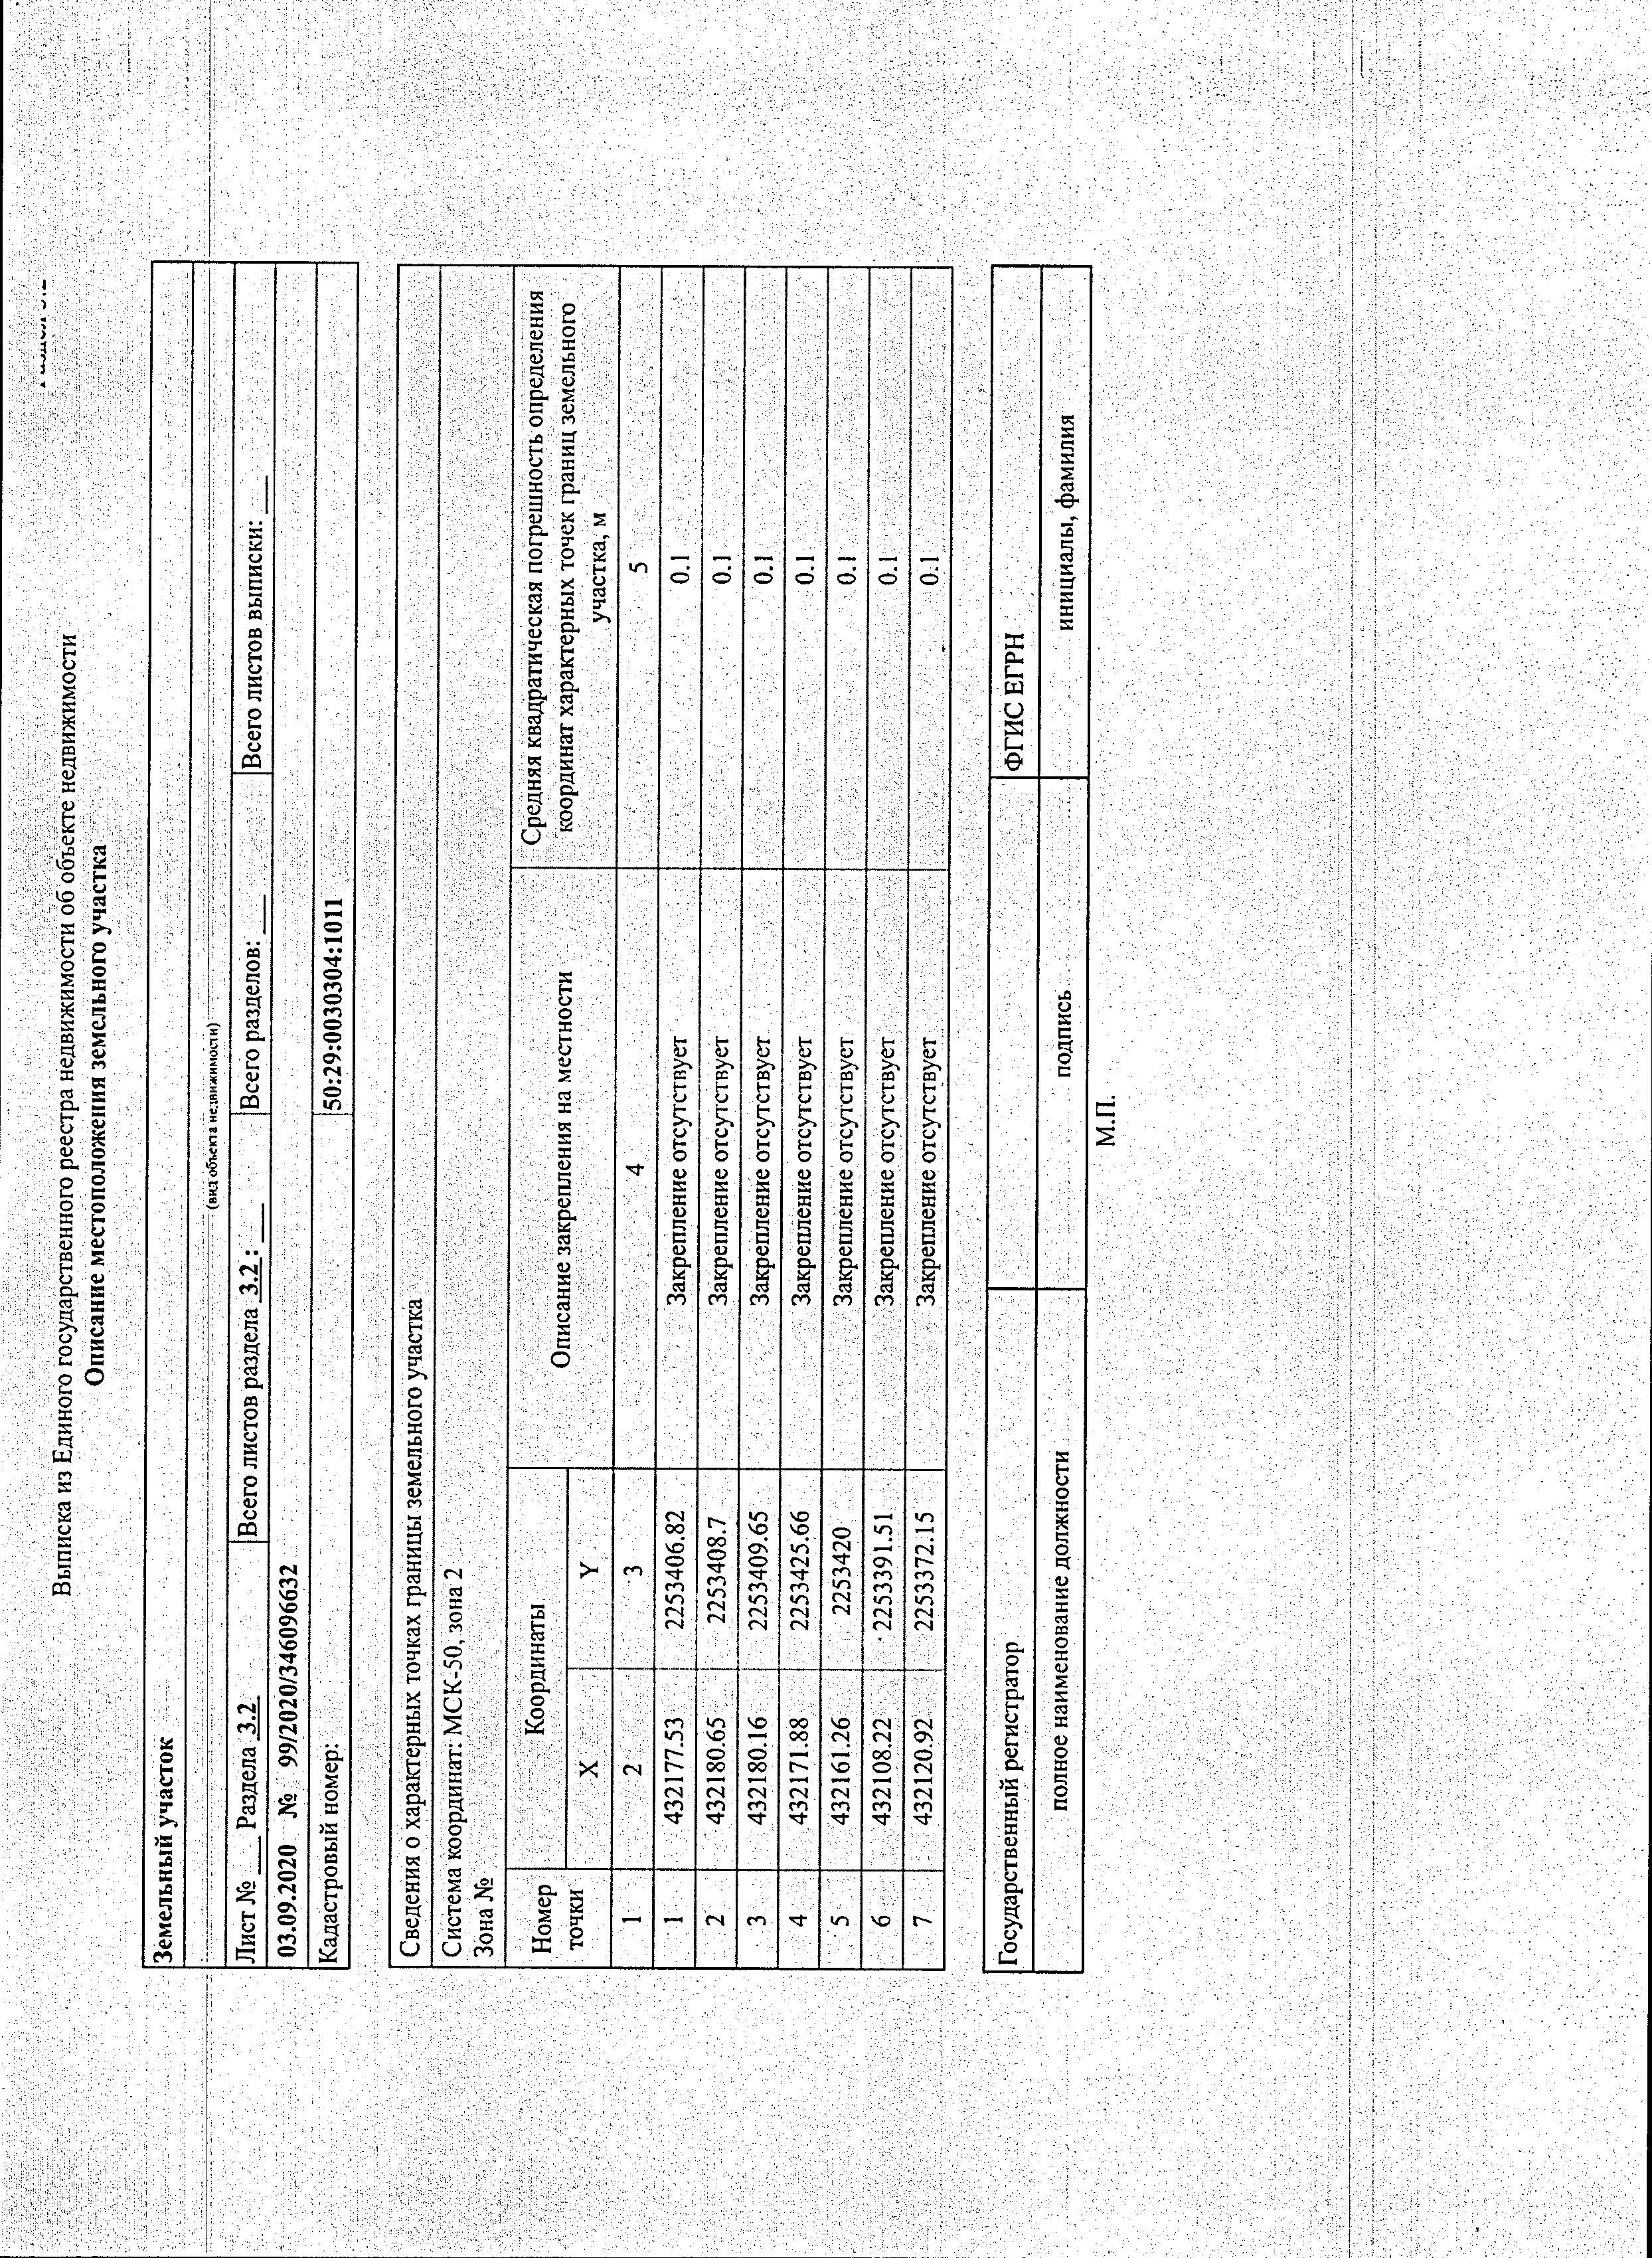 Выписка из Единого государственного реестра недвижимости об объекте недвижимости
Описание местоположения земельного участка
Земельный участок
(вид объекта недвижимости)
Лист № ___ Раздела 3.2 Всего листов раздела 3.2 : ___ Всего разделов: ___ Всего листов выписки: ___
03.09.2020 № 99/2020/346096632
Кадастровый номер: 50:29:0030304:1011
Сведения о характерных точках границы земельного участка
Система координат: МСК-50, зона 2
Зона №
Номер точки Координаты Описание закрепления на местности Средняя квадратическая погрешность определения
координат характерных точек границ земельного
участка, м
X Y
1 2 3 4 5
1 432177.53 2253406.82 Закрепление отсутствует 0.1
2 432180.65 2253408.7 Закрепление отсутствует 0.1
3 432180.16 2253409.65 Закрепление отсутствует 0.1
4 432171.88 2253425.66 Закрепление отсутствует 0.1
5 432161.26 2253420 Закрепление отсутствует 0.1
6 432108.22 2253391.51 Закрепление отсутствует 0.1
7 432120.92 2253372.15 Закрепление отсутствует 0.1
Государственный регистратор ФГИС ЕГРН
полное наименование должности подпись инициалы, фамилия
М.П.